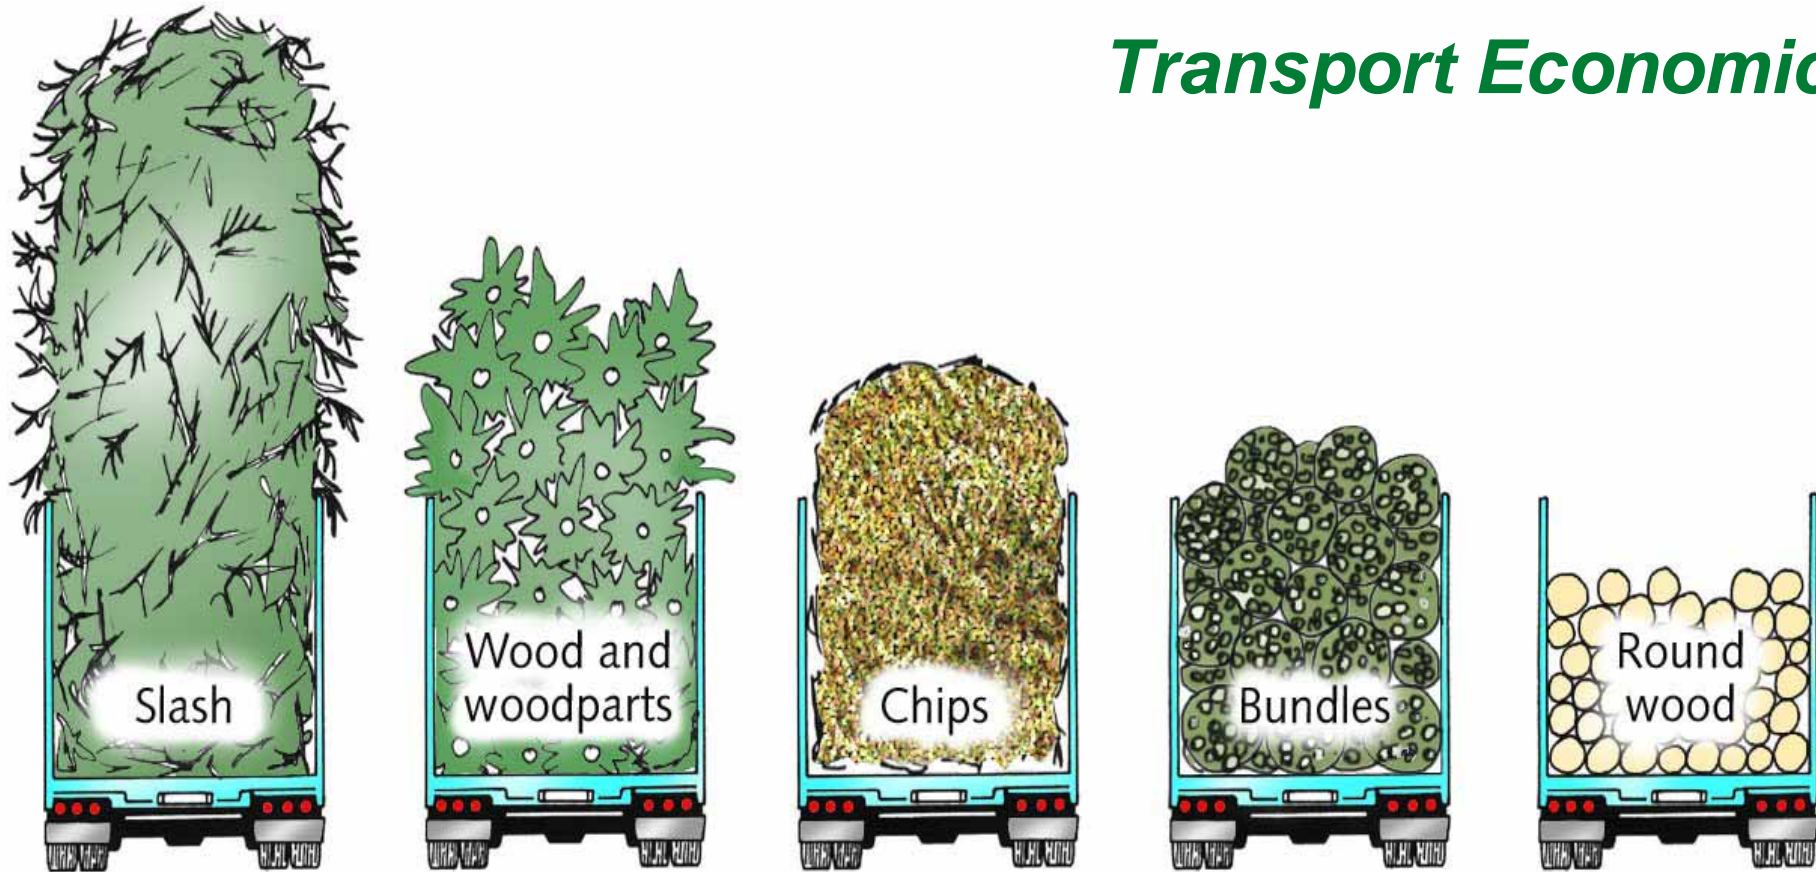 Transport Economic
Slash
Wood and
woodparts
Chips
Bundles
Round
wood